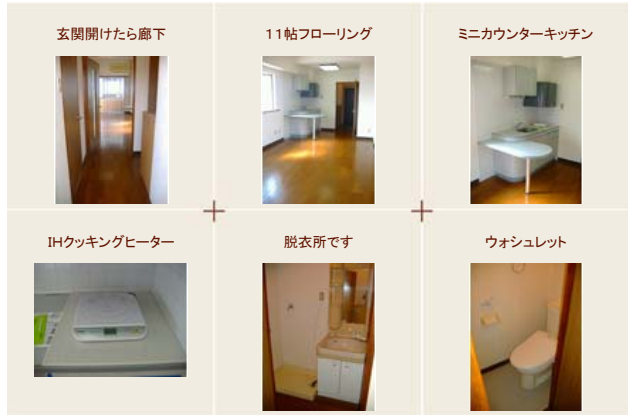 玄関開けたら廊下
11帖フローリング
ミニカウンターキッチン
IHクッキングヒーター
脱衣所です
ウォシュレット